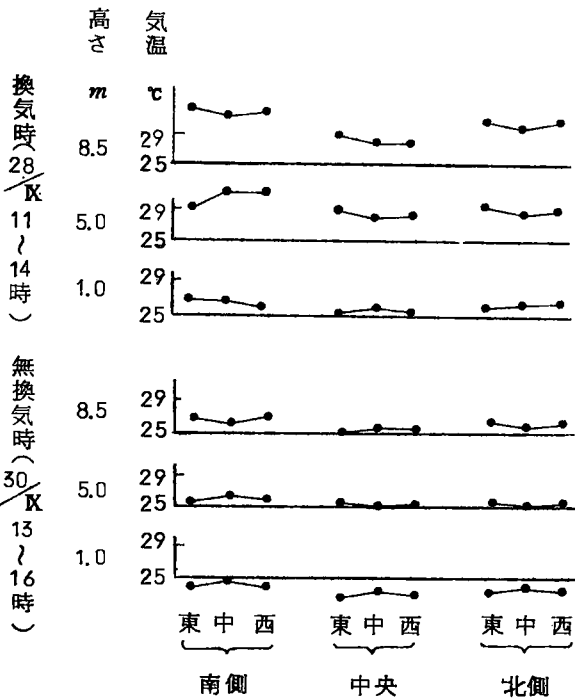 高さ 気温
m ℃
換気時(28/Ⅸ 11~14時)
8.5 29 25
5.0 29 25
1.0 29 25
無換気時(30/Ⅸ 13~16時)
8.5 29 25
5.0 29 25
1.0 29 25
東 中 西 東 中 西 東 中 西
南側 中央 北側